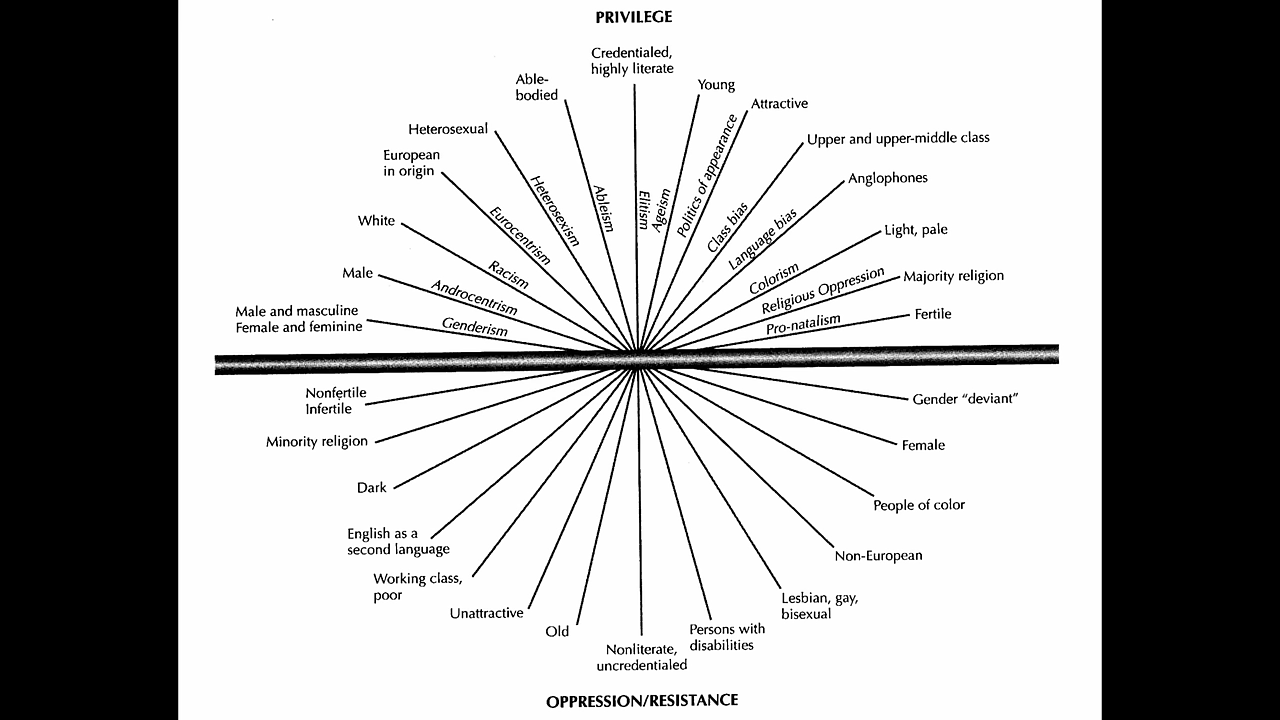 PRIVILEGE
Credentialed,
highly literate
Able-
bodied
Young
Attractive
Heterosexual
Upper and upper-middle class
European
in origin
Anglophones
White
Light, pale
Male
Majority religion
Male and masculine
Female and feminine
Fertile
Genderism
Androcentrism
Racism
Eurocentrism
Heterosexism
Ableism
Elitism
Ageism
Politics of appearance
Class bias
Language bias
Colorism
Religious Oppression
Pro-natalism
Nonfertile
Infertile
Gender “deviant”
Minority religion
Female
Dark
People of color
English as a
second language
Non-European
Working class,
poor
Lesbian, gay,
bisexual
Unattractive
Old
Persons with
disabilities
Nonliterate,
uncredentialed
OPPRESSION/RESISTANCE